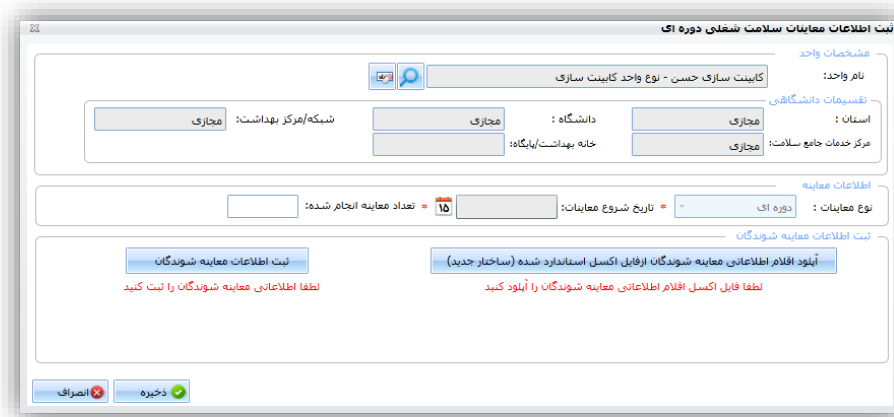 ثبت اطلاعات معاینات سلامت شغلی دوره ای
مشخصات واحد
نام واحد: کابینت سازی حسن - نوع واحد کابینت سازی
تقسیمات دانشگاهی
استان : مجازی دانشگاه : مجازی شبکه/مرکز بهداشت: مجازی
مرکز خدمات جامع سلامت: مجازی خانه بهداشت/پایگاه:
اطلاعات معاینه
نوع معاینات : دوره ای * تاریخ شروع معاینات: ۱۵ * تعداد معاینه انجام شده:
ثبت اطلاعات معاینه شوندگان
آپلود اقلام اطلاعاتی معاینه شوندگان ازفایل اکسل استاندارد شده (ساختار جدید) ثبت اطلاعات معاینه شوندگان
لطفا فایل اکسل اقلام اطلاعاتی معاینه شوندگان را آپلود کنید لطفا اطلاعاتی معاینه شوندگان را ثبت کنید
ذخیره انصراف